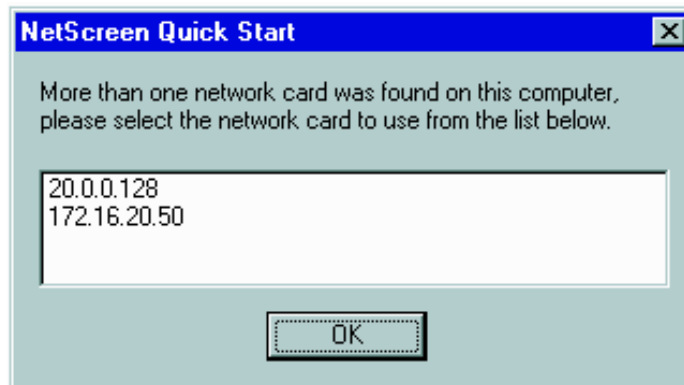 NetScreen Quick Start
More than one network card was found on this computer,
please select the network card to use from the list below.
20.0.0.128
172.16.20.50
OK